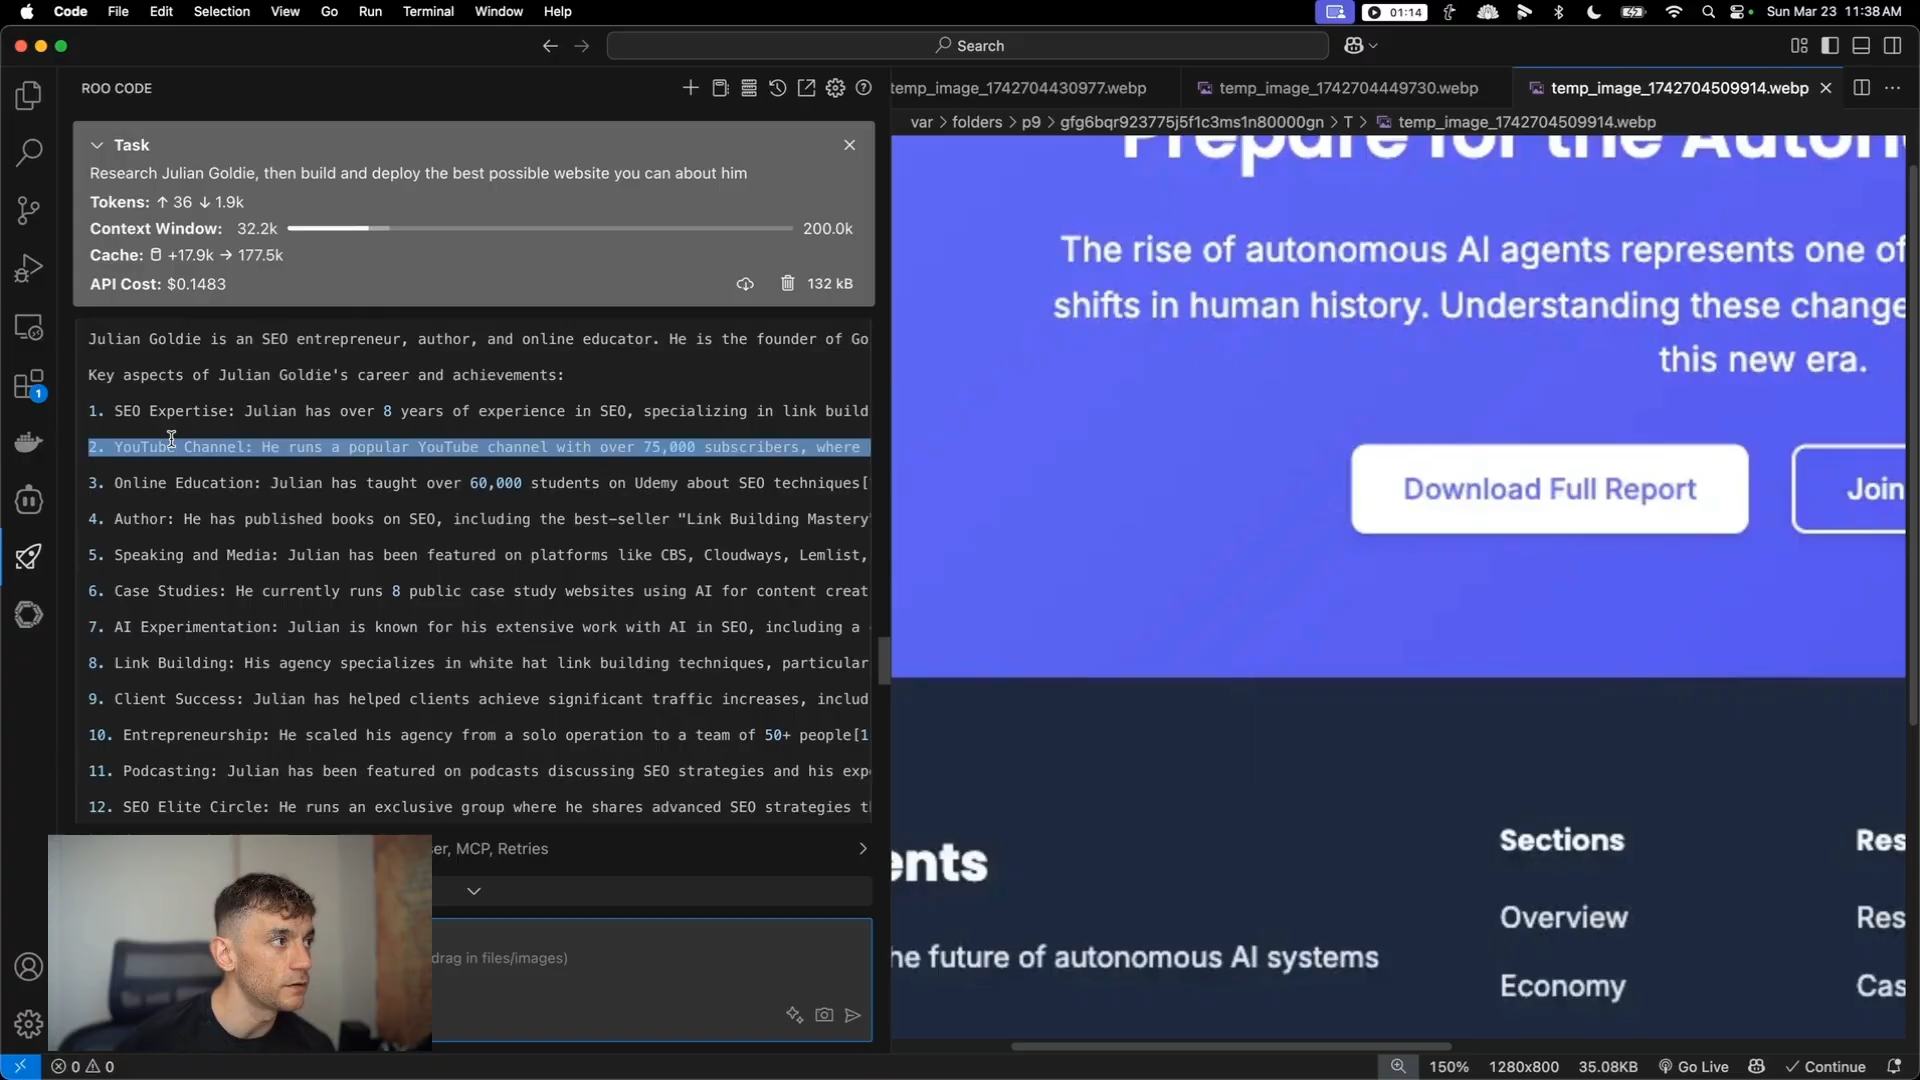 Code File Edit Selection View Go Run Terminal Window Help 01:14 Sun Mar 23 11:38 AM
Search
ROO CODE
temp_image_1742704430977.webp temp_image_1742704449730.webp temp_image_1742704509914.webp
var > folders > p9 > gfg6bqr923775j5f1c3ms1n80000gn > T > temp_image_1742704509914.webp
Task
Research Julian Goldie, then build and deploy the best possible website you can about him
Tokens: ↑ 36 ↓ 1.9k
Context Window: 32.2k 200.0k
Cache: +17.9k → 177.5k
API Cost: $0.1483 132 kB
Julian Goldie is an SEO entrepreneur, author, and online educator. He is the founder of Go
Key aspects of Julian Goldie's career and achievements:
1. SEO Expertise: Julian has over 8 years of experience in SEO, specializing in link build
2. YouTube Channel: He runs a popular YouTube channel with over 75,000 subscribers, where
3. Online Education: Julian has taught over 60,000 students on Udemy about SEO techniques[
4. Author: He has published books on SEO, including the best-seller "Link Building Mastery"
5. Speaking and Media: Julian has been featured on platforms like CBS, Cloudways, Lemlist,
6. Case Studies: He currently runs 8 public case study websites using AI for content creat
7. AI Experimentation: Julian is known for his extensive work with AI in SEO, including a
8. Link Building: His agency specializes in white hat link building techniques, particular
9. Client Success: Julian has helped clients achieve significant traffic increases, includ
10. Entrepreneurship: He scaled his agency from a solo operation to a team of 50+ people[1
11. Podcasting: Julian has been featured on podcasts discussing SEO strategies and his exp
12. SEO Elite Circle: He runs an exclusive group where he shares advanced SEO strategies t
er, MCP, Retries
drag in files/images)
1
Prepare for the Auton
The rise of autonomous AI agents represents one of
shifts in human history. Understanding these change
this new era.
Download Full Report Join
ents
he future of autonomous AI systems
Sections Res
Overview Res
Economy Cas
0 0 150% 1280x800 35.08KB Go Live Continue